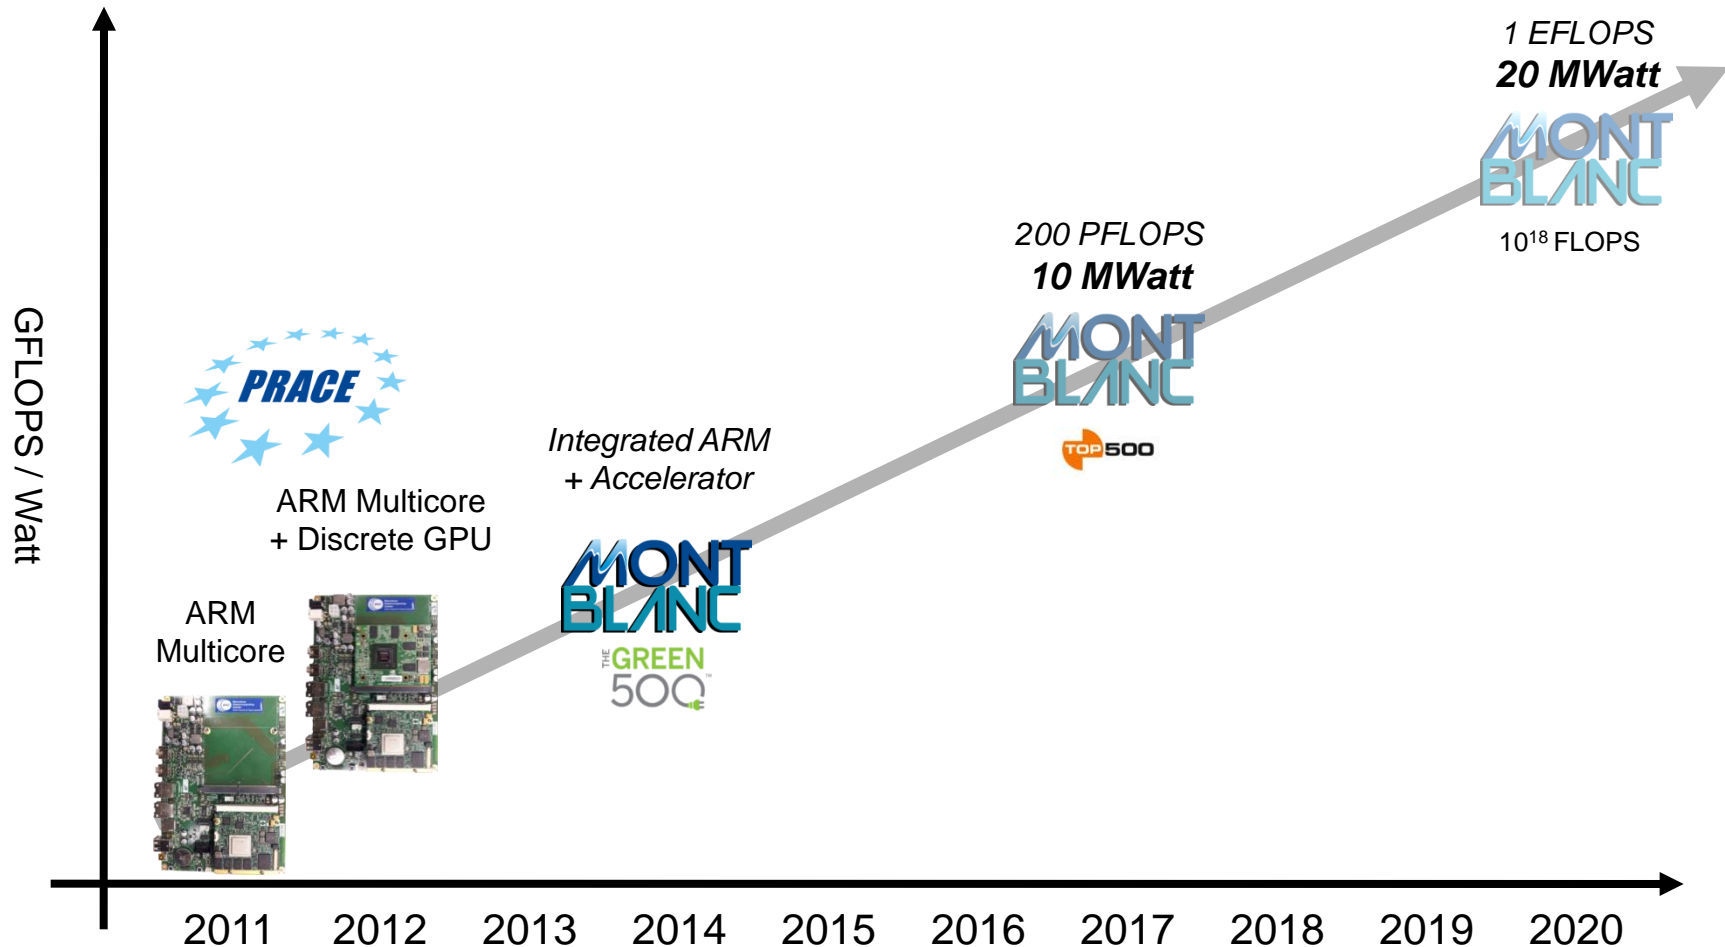 1 EFLOPS
20 MWatt
MONT
BLANC
10¹⁸ FLOPS
200 PFLOPS
10 MWatt
MONT
BLANC
TOP500
GFLOPS / Watt
PRACE
Integrated ARM
+ Accelerator
MONT
BLANC
THE GREEN
500™
ARM Multicore
+ Discrete GPU
ARM
Multicore
2011 2012 2013 2014 2015 2016 2017 2018 2019 2020